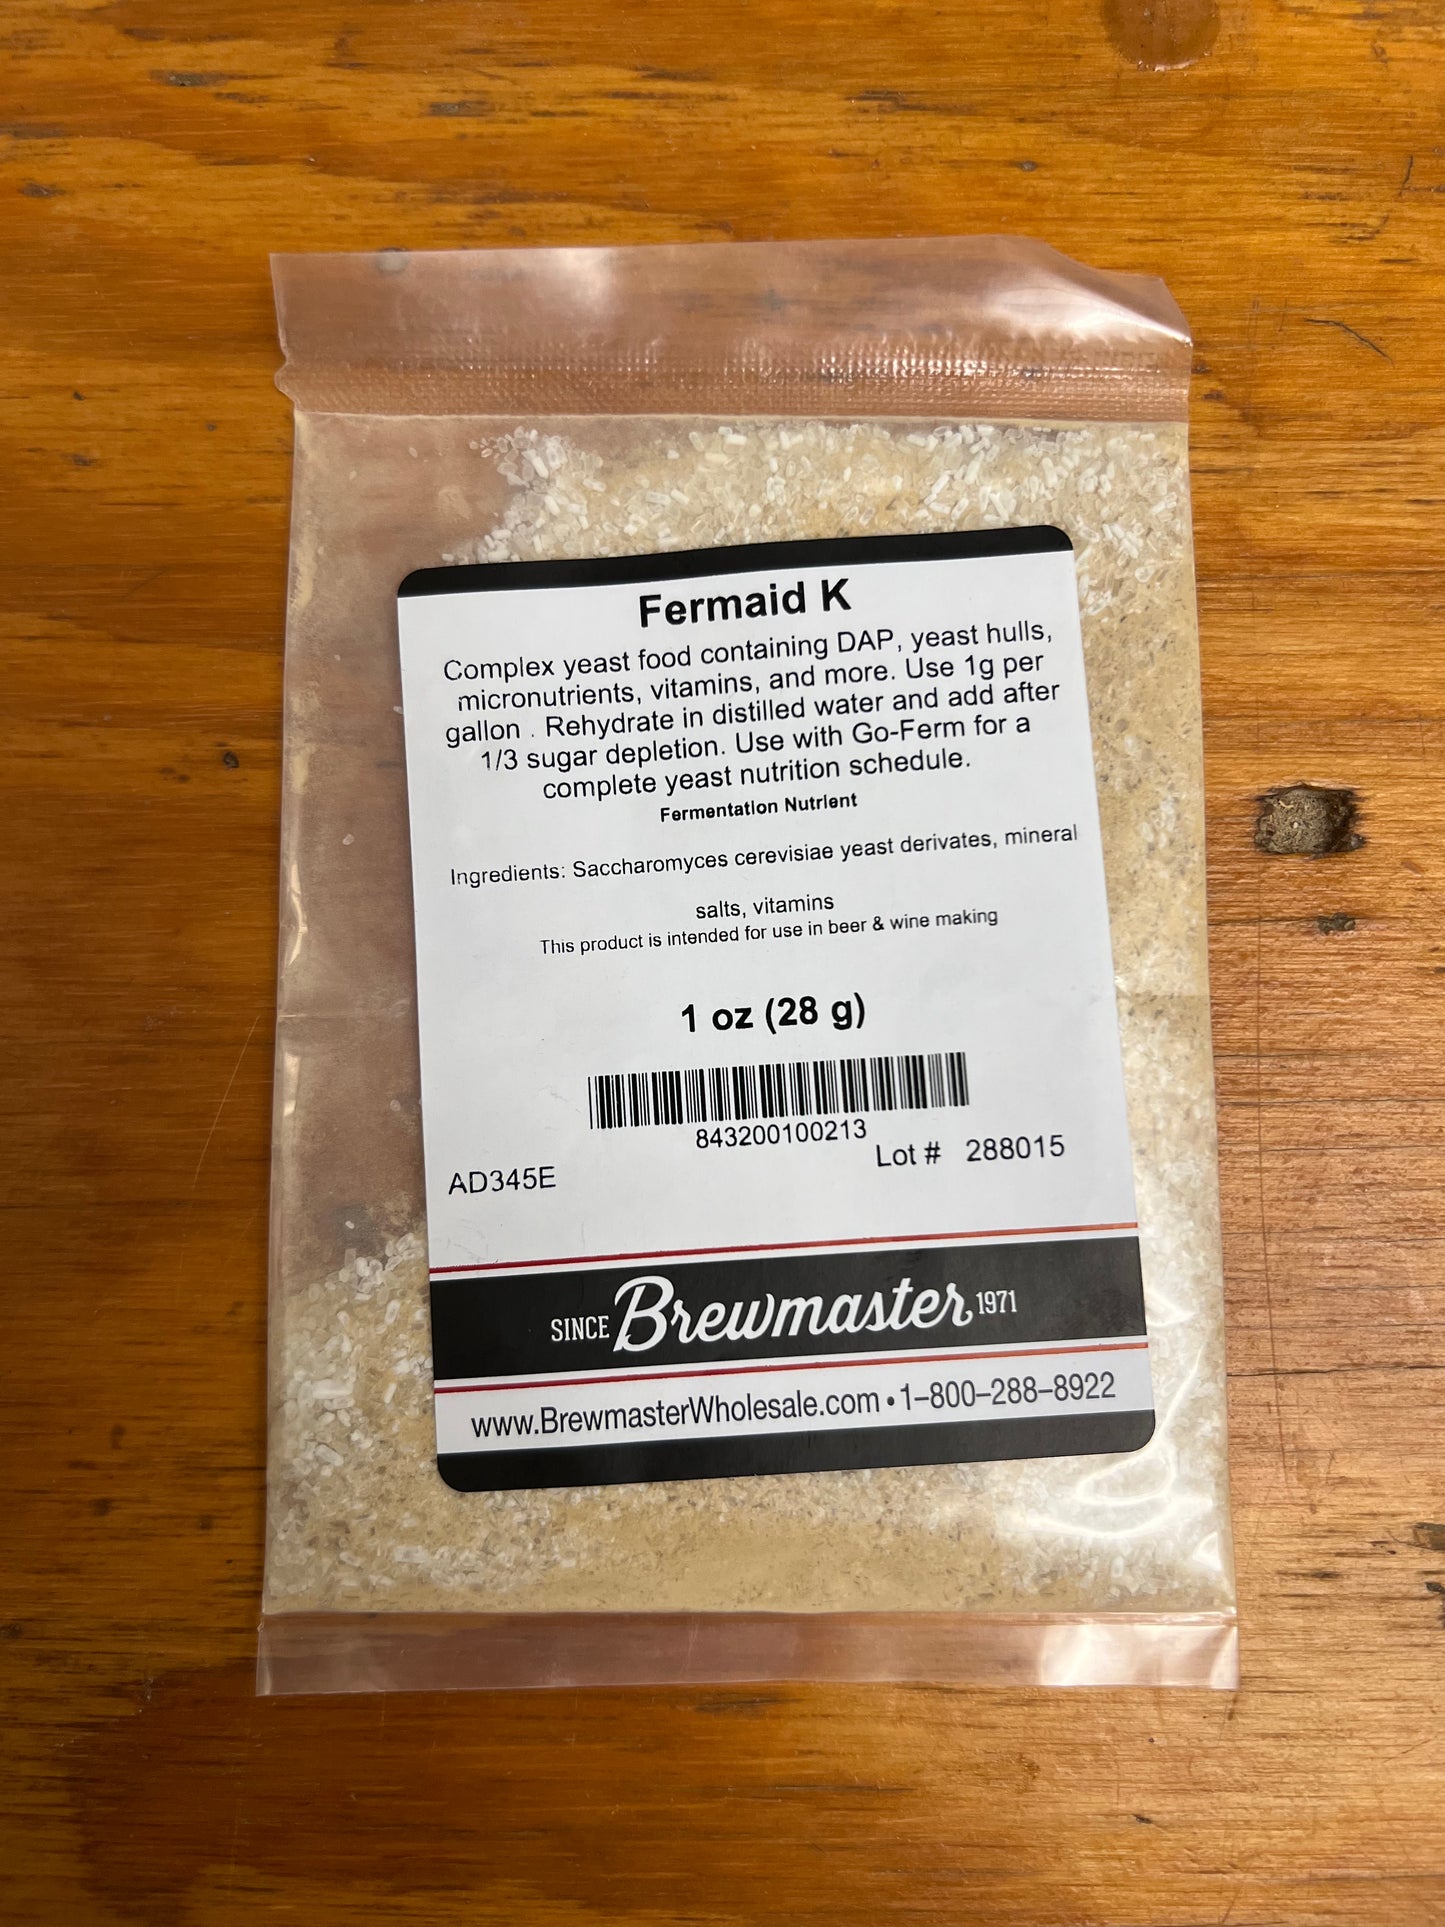 Fermaid K
Complex yeast food containing DAP, yeast hulls,
micronutrients, vitamins, and more. Use 1g per
gallon . Rehydrate in distilled water and add after
1/3 sugar depletion. Use with Go-Ferm for a
complete yeast nutrition schedule.
Fermentation Nutrient
Ingredients: Saccharomyces cerevisiae yeast derivates, mineral
salts, vitamins
This product is intended for use in beer & wine making
1 oz (28 g)
843200100213
AD345E
Lot # 288015
SINCE Brewmaster 1971
www.BrewmasterWholesale.com • 1–800–288–8922